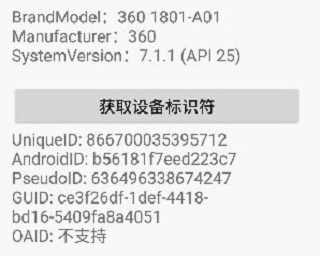 BrandModel：360 1801-A01
Manufacturer：360
SystemVersion：7.1.1 (API 25)
获取设备标识符
UniqueID: 866700035395712
AndroidID: b56181f7eed223c7
PseudoID: 636496338674247
GUID: ce3f26df-1def-4418-
bd16-5409fa8a4051
OAID: 不支持